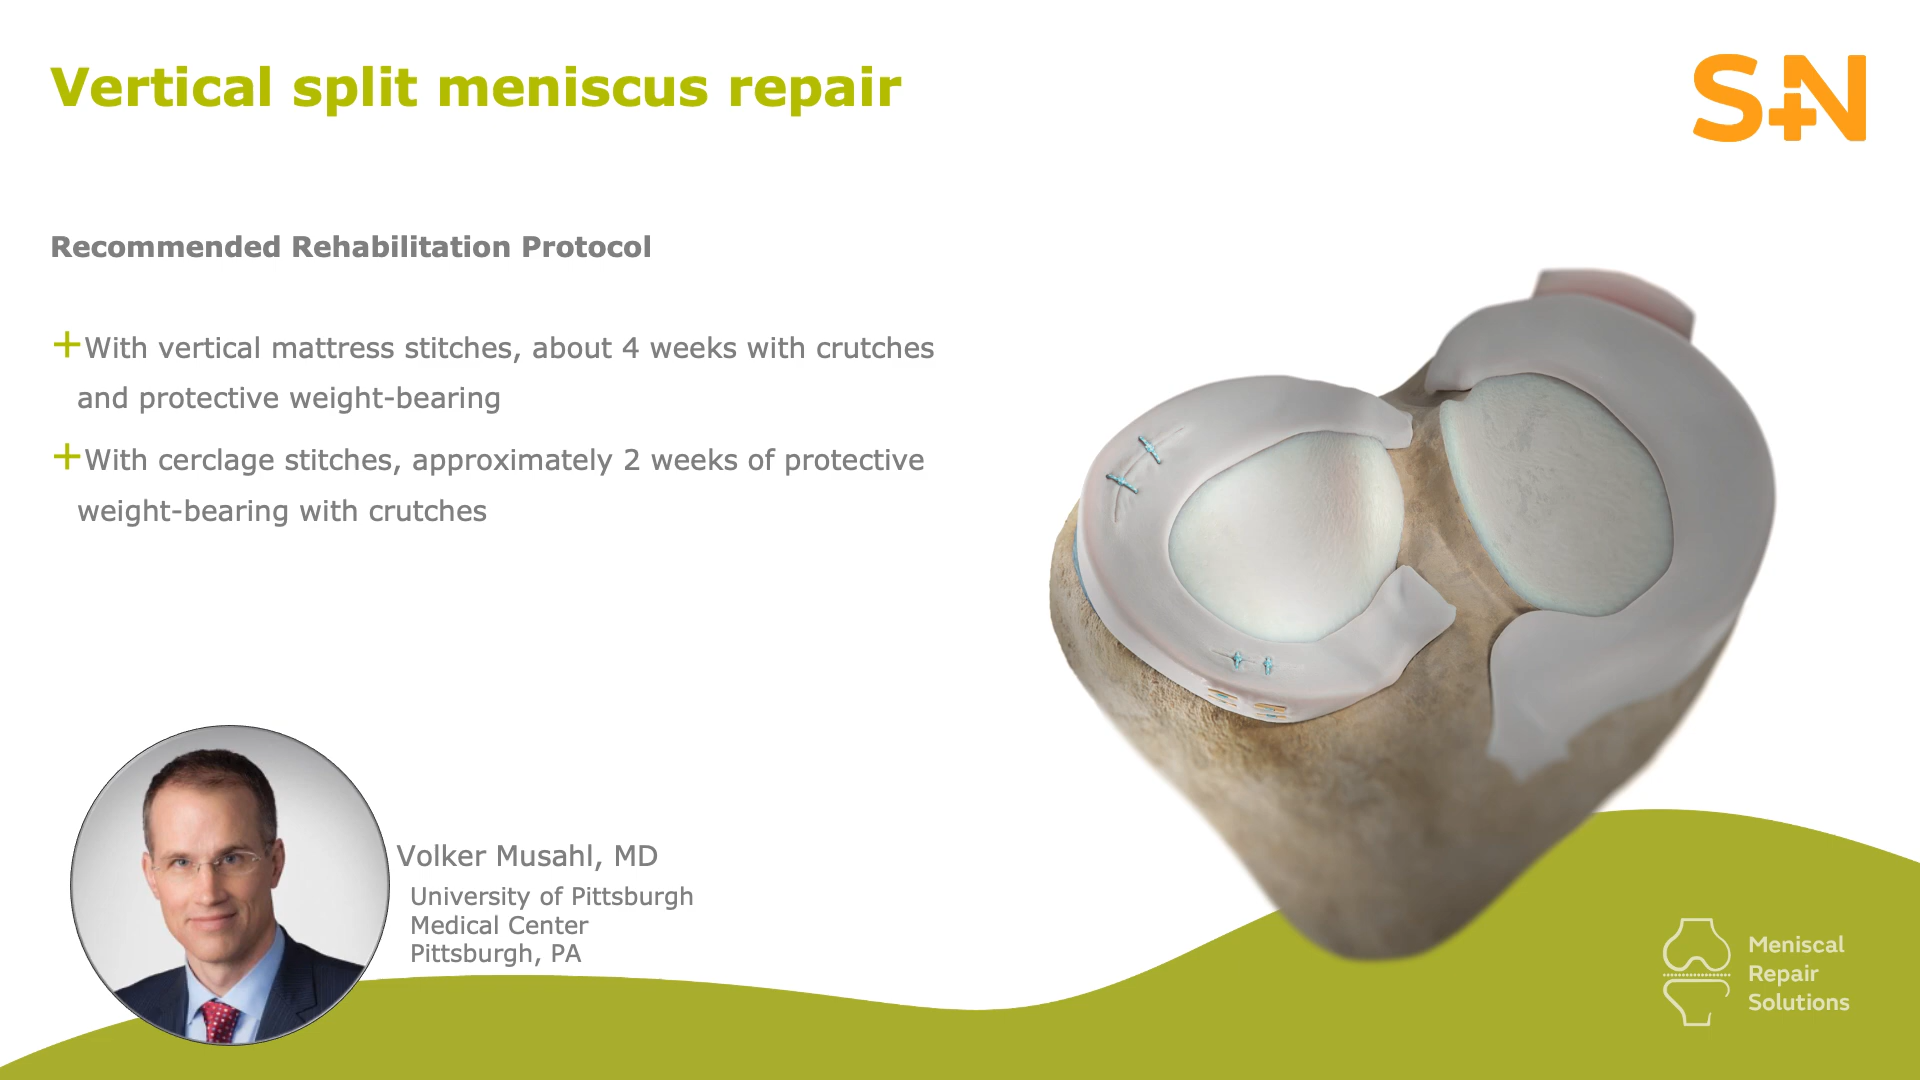 Vertical split meniscus repair
S+N
Recommended Rehabilitation Protocol
+With vertical mattress stitches, about 4 weeks with crutches
and protective weight-bearing
+With cerclage stitches, approximately 2 weeks of protective
weight-bearing with crutches
Volker Musahl, MD
University of Pittsburgh
Medical Center
Pittsburgh, PA
Meniscal
Repair
Solutions